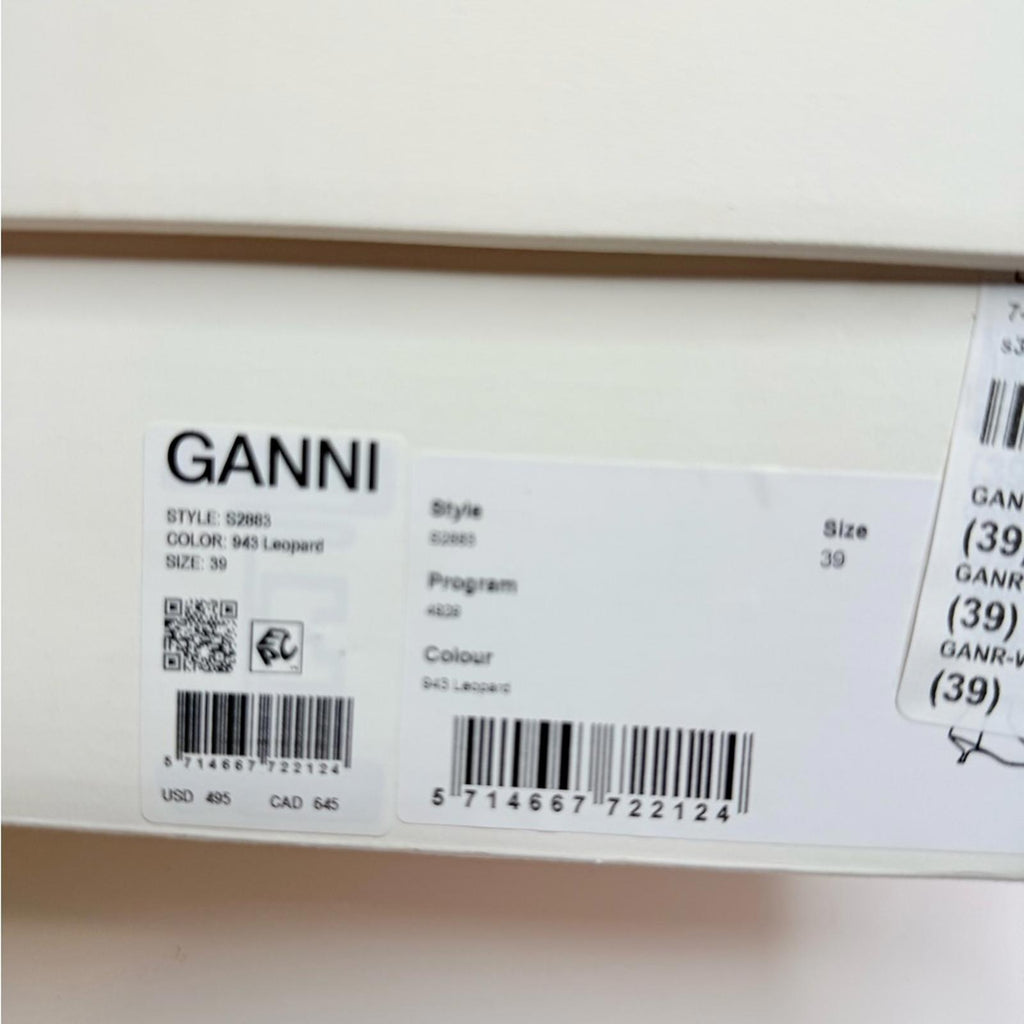 GANNI
STYLE: S2883
COLOR: 943 Leopard
SIZE: 39
5 714667 722124
USD 495 CAD 645
Style
S2883
Program
Colour
943 Leopard
5 714667 722124
Size
39
GAN
(39
GANR
(39)
GANR-W
(39)